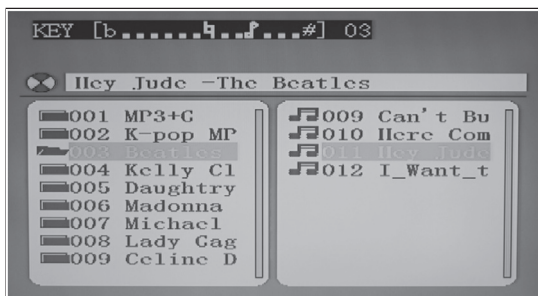 KEY [b......♮..♪...#] 03
Hey Jude -The Beatles
001 MP3+G
002 K-pop MP
003 Beatles
004 Kelly Cl
005 Daughtry
006 Madonna
007 Michael
008 Lady Gag
009 Celine D
009 Can't Bu
010 Here Com
011 Hey Jude
012 I_Want_t